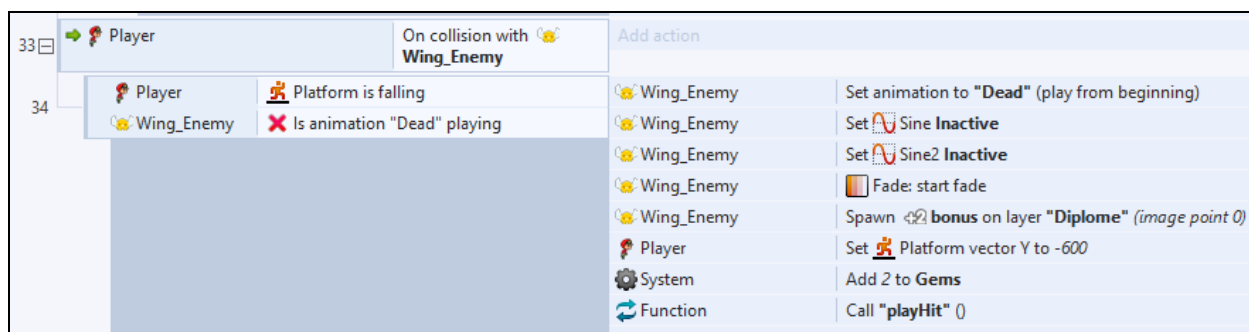 33
Player
On collision with
Wing_Enemy
Add action
34
Player
Platform is falling
Wing_Enemy
Is animation "Dead" playing
Wing_Enemy
Set animation to "Dead" (play from beginning)
Wing_Enemy
Set Sine Inactive
Wing_Enemy
Set Sine2 Inactive
Wing_Enemy
Fade: start fade
Wing_Enemy
Spawn bonus on layer "Diplome" (image point 0)
Player
Set Platform vector Y to -600
System
Add 2 to Gems
Function
Call "playHit" ()